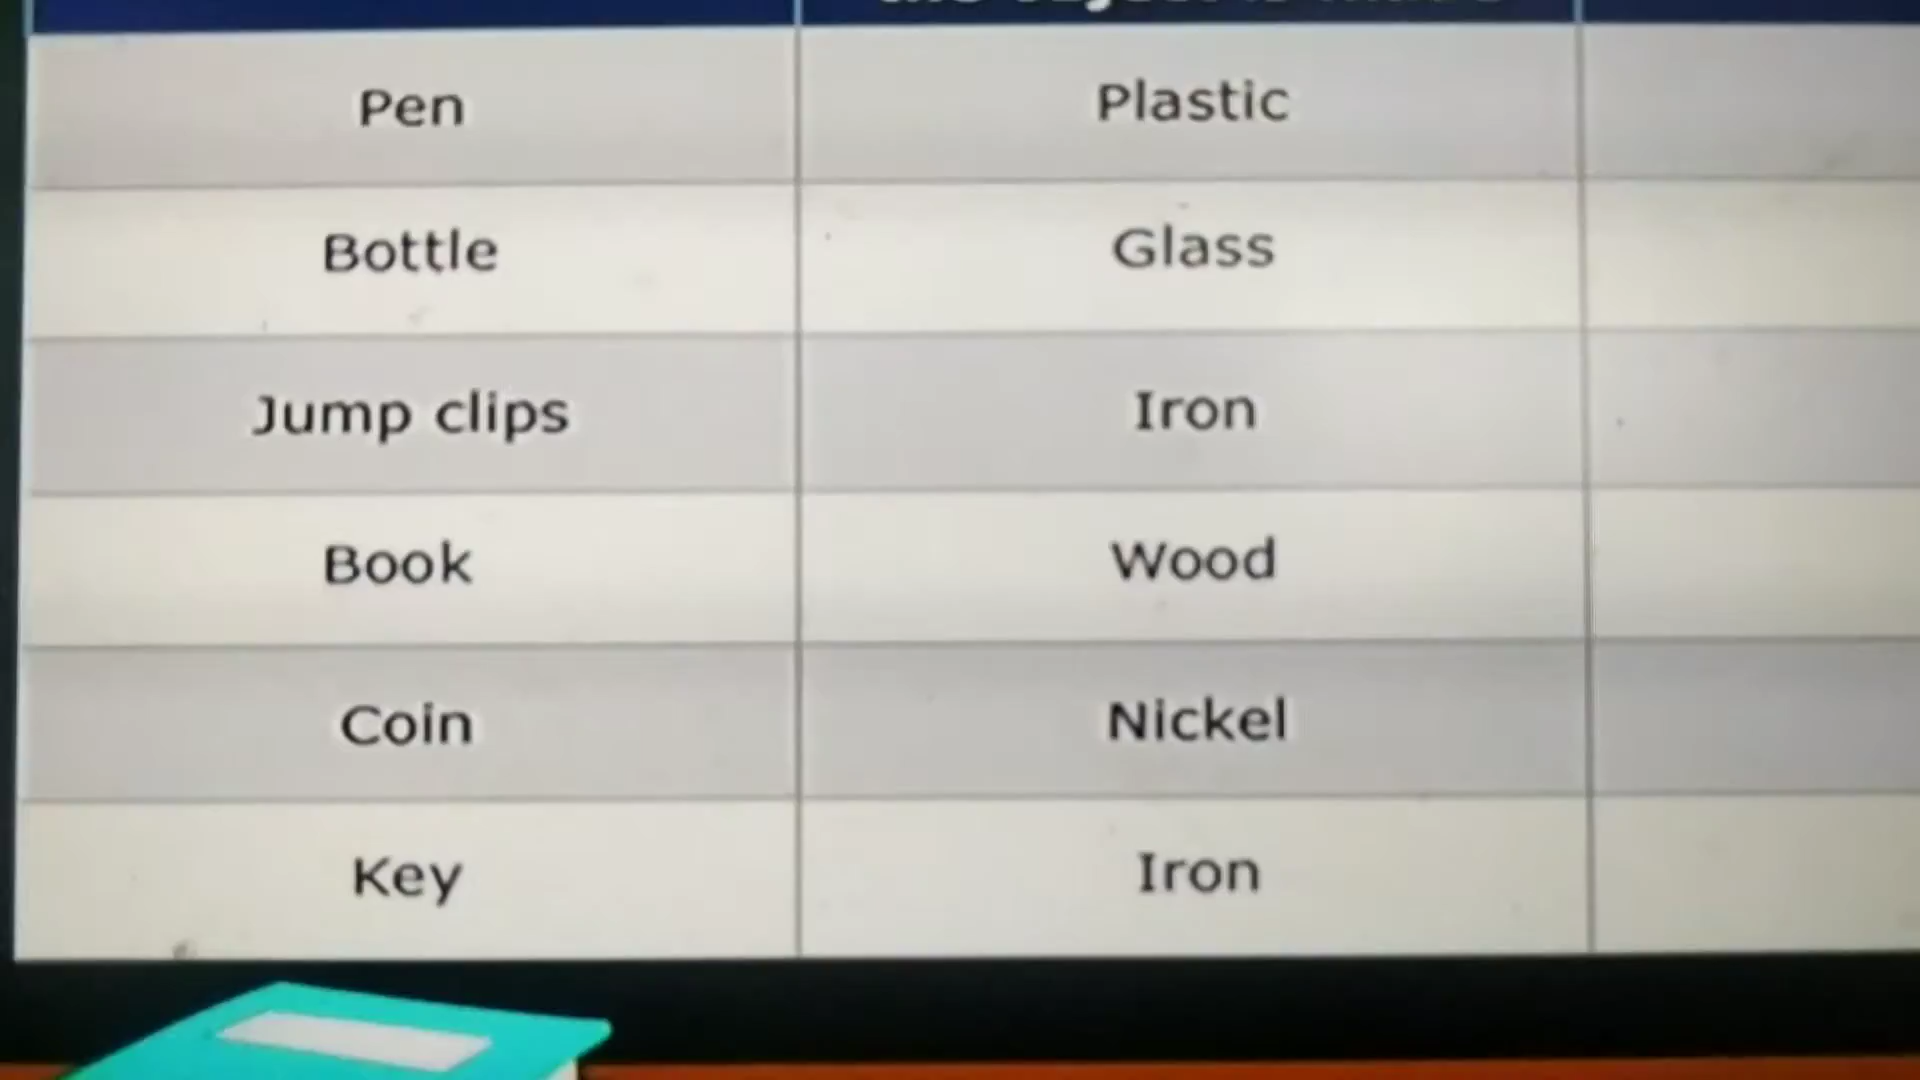 Pen Plastic
Bottle Glass
Jump clips Iron
Book Wood
Coin Nickel
Key Iron